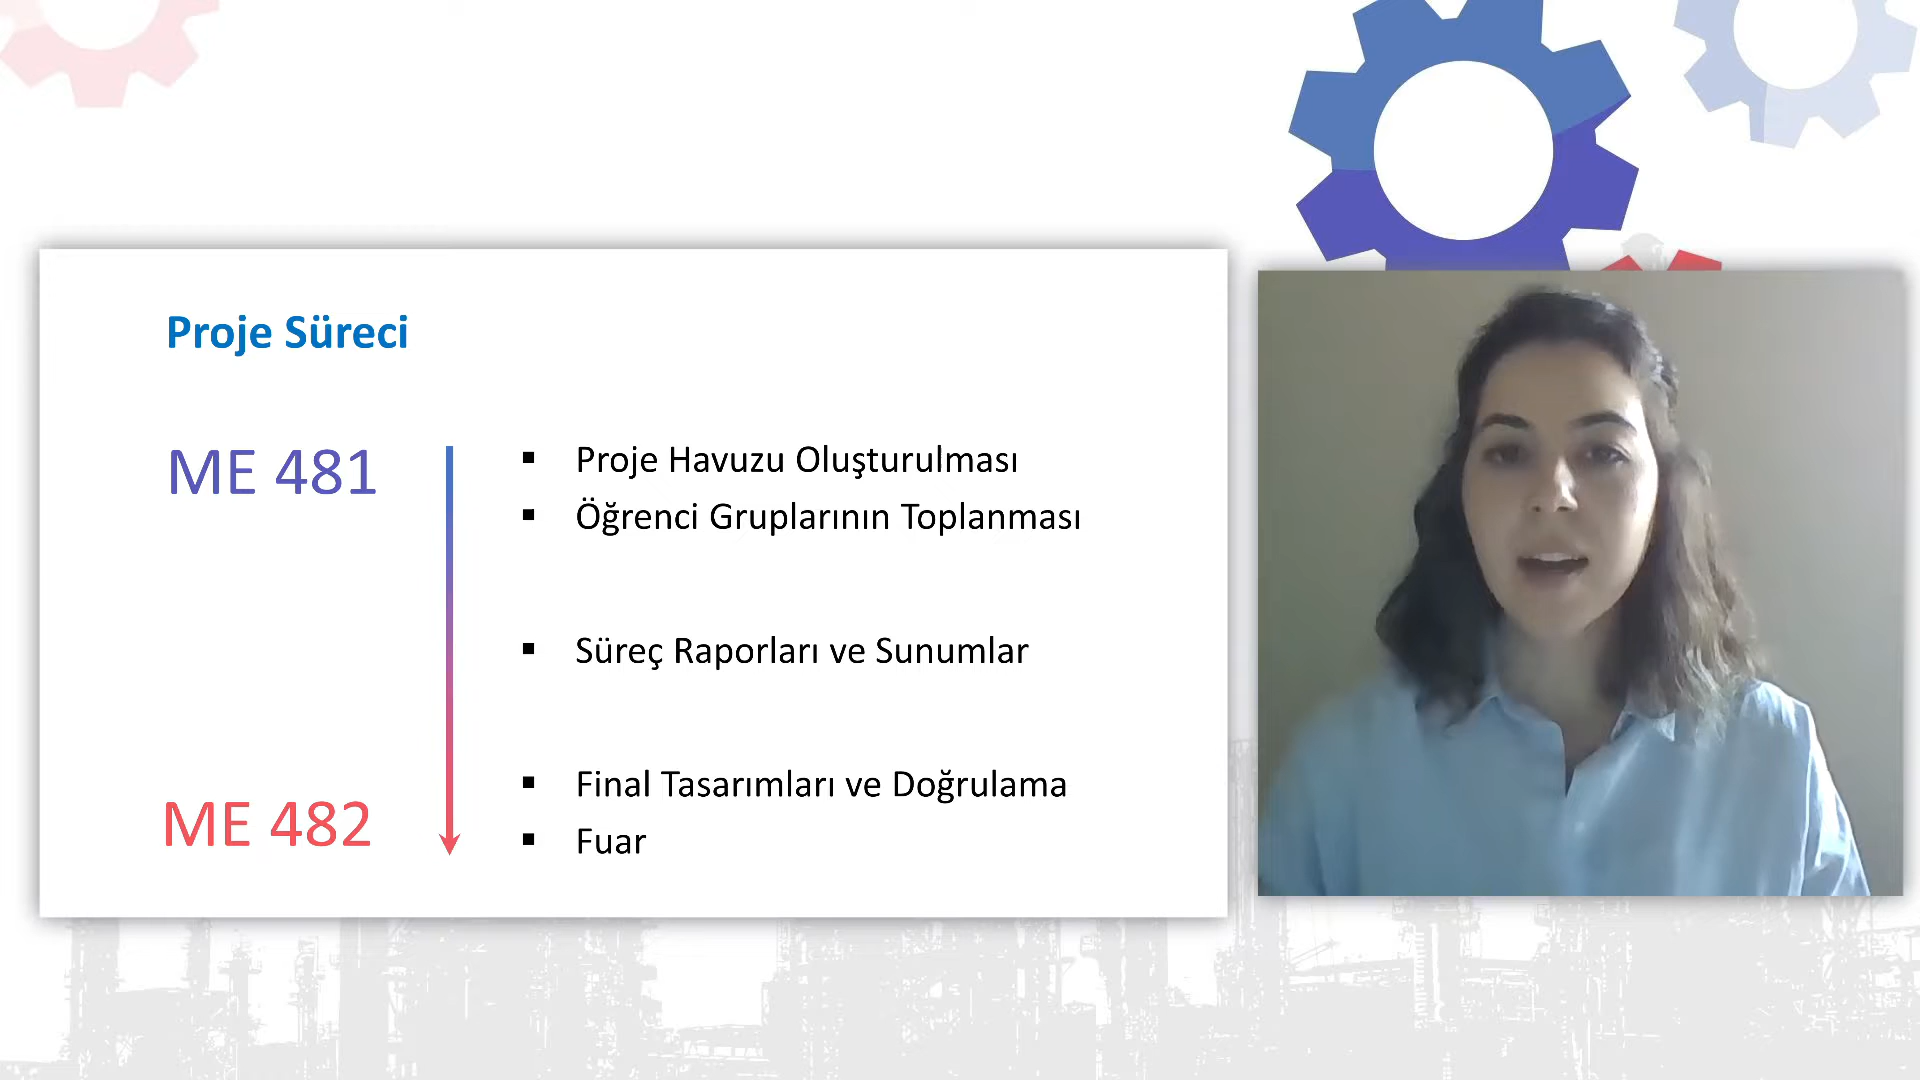 Proje Süreci
ME 481
▪ Proje Havuzu Oluşturulması
▪ Öğrenci Gruplarının Toplanması
▪ Süreç Raporları ve Sunumlar
▪ Final Tasarımları ve Doğrulama
ME 482
▪ Fuar